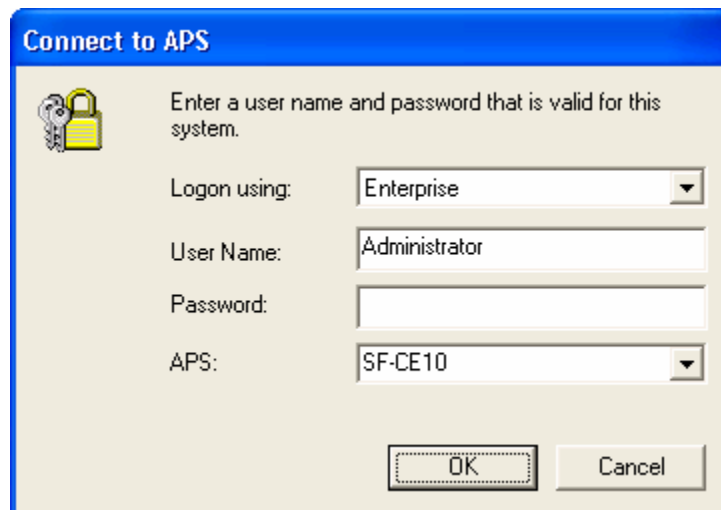 Connect to APS
Enter a user name and password that is valid for this
system.
Logon using: Enterprise
User Name: Administrator
Password:
APS: SF-CE10
OK Cancel